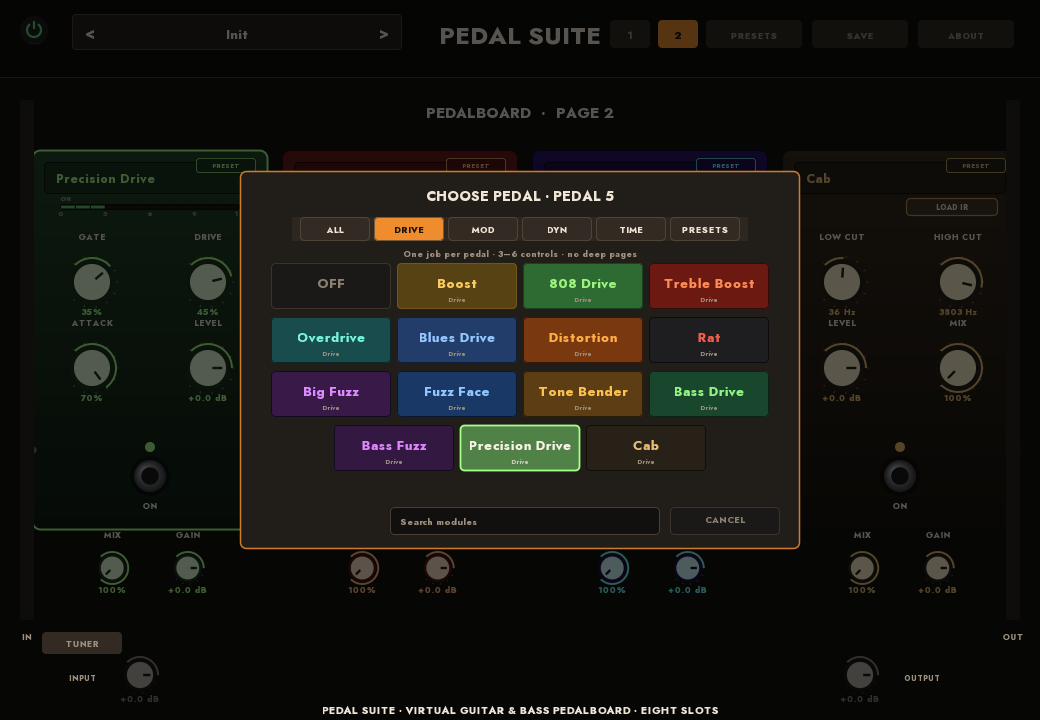 < Init >
PEDAL SUITE
1
2
PRESETS
SAVE
ABOUT
PEDALBOARD · PAGE 2
PRESET
PRESET
PRESET
PRESET
Precision Drive
Cab
ON
0 3 6 9 1
LOAD IR
GATE
DRIVE
35%
45%
ATTACK
LEVEL
70%
+0.0 dB
ON
LOW CUT
HIGH CUT
36 Hz
3803 Hz
LEVEL
MIX
+0.0 dB
100%
ON
CHOOSE PEDAL · PEDAL 5
ALL
DRIVE
MOD
DYN
TIME
PRESETS
One job per pedal · 3–6 controls · no deep pages
OFF
Boost
Drive
808 Drive
Drive
Treble Boost
Drive
Overdrive
Drive
Blues Drive
Drive
Distortion
Drive
Rat
Drive
Big Fuzz
Drive
Fuzz Face
Drive
Tone Bender
Drive
Bass Drive
Drive
Bass Fuzz
Drive
Precision Drive
Drive
Cab
Drive
Search modules
CANCEL
MIX
GAIN
MIX
GAIN
100%
+0.0 dB
100%
+0.0 dB
100%
+0.0 dB
100%
+0.0 dB
IN
TUNER
OUT
INPUT
+0.0 dB
OUTPUT
+0.0 dB
PEDAL SUITE · VIRTUAL GUITAR & BASS PEDALBOARD · EIGHT SLOTS